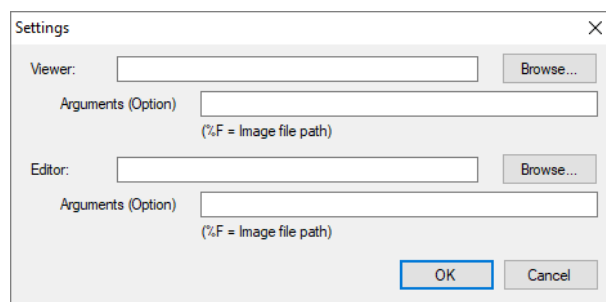 Settings
Viewer: Browse...
Arguments (Option)
(%F = Image file path)
Editor: Browse...
Arguments (Option)
(%F = Image file path)
OK Cancel